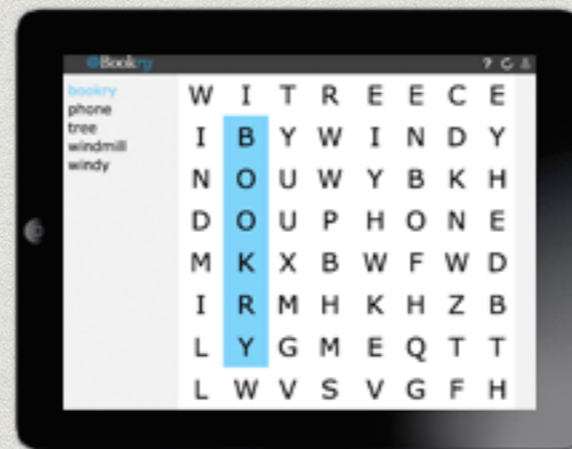 @Bookry
? 
bookry
phone
tree
windmill
windy
W I T R E E C E
I B Y W I N D Y
N O U W Y B K H
D O U P H O N E
M K X B W F W D
I R M H K H Z B
L Y G M E Q T T
L W V S V G F H